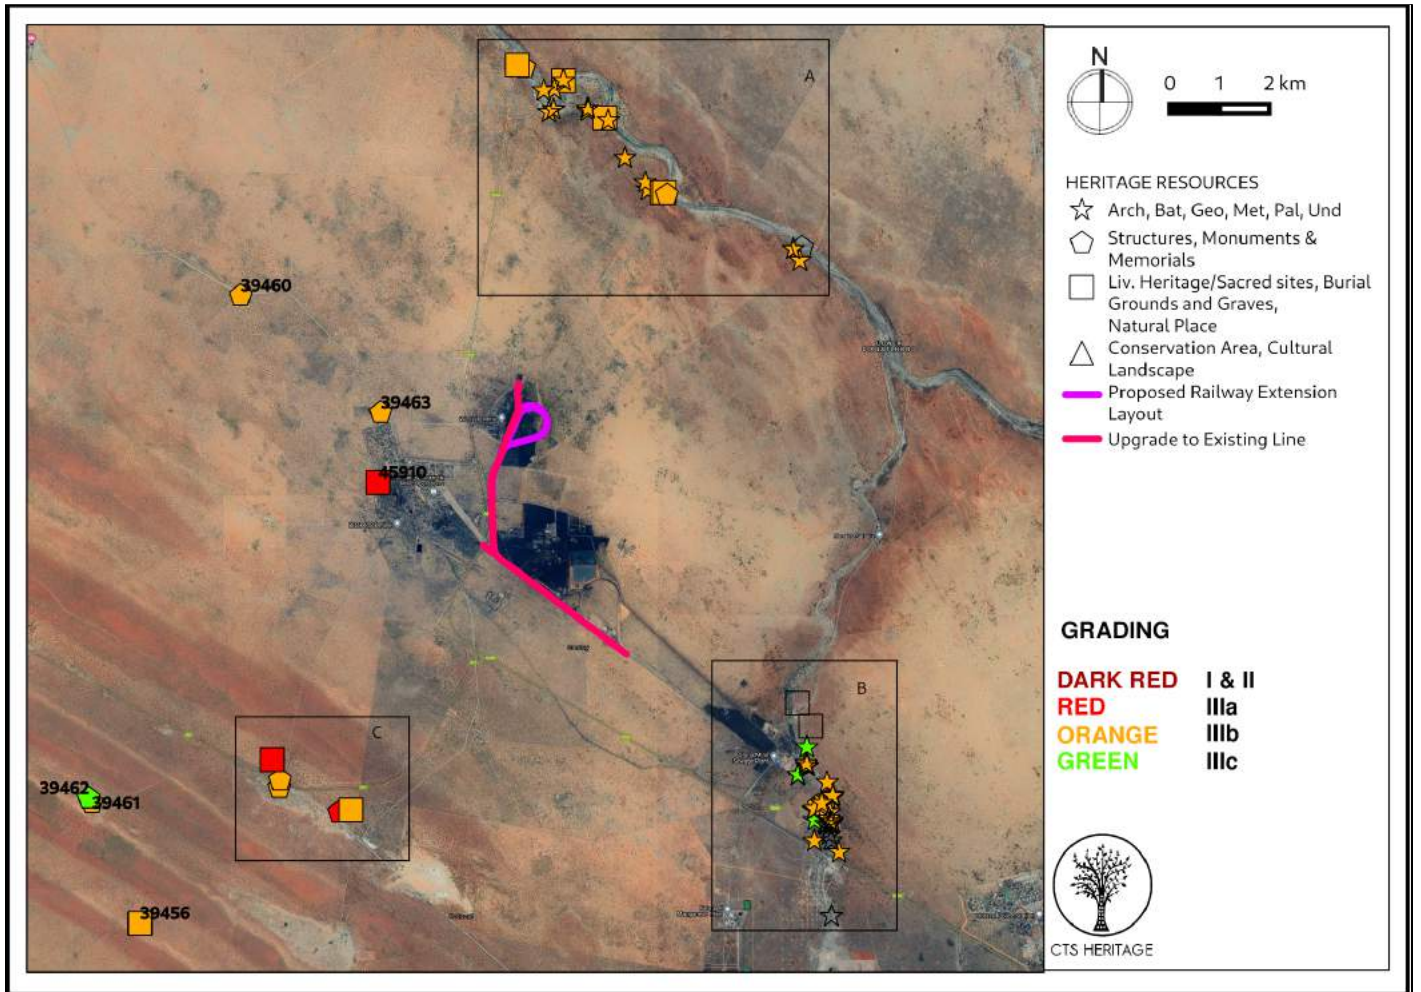 A
39460
39463
45910
B
C
39462
39461
39456
N
0 1 2 km
HERITAGE RESOURCES
Arch, Bat, Geo, Met, Pal, Und
Structures, Monuments &
Memorials
Liv. Heritage/Sacred sites, Burial
Grounds and Graves,
Natural Place
Conservation Area, Cultural
Landscape
Proposed Railway Extension
Layout
Upgrade to Existing Line
GRADING
DARK RED I & II
RED IIIa
ORANGE IIIb
GREEN IIIc
CTS HERITAGE